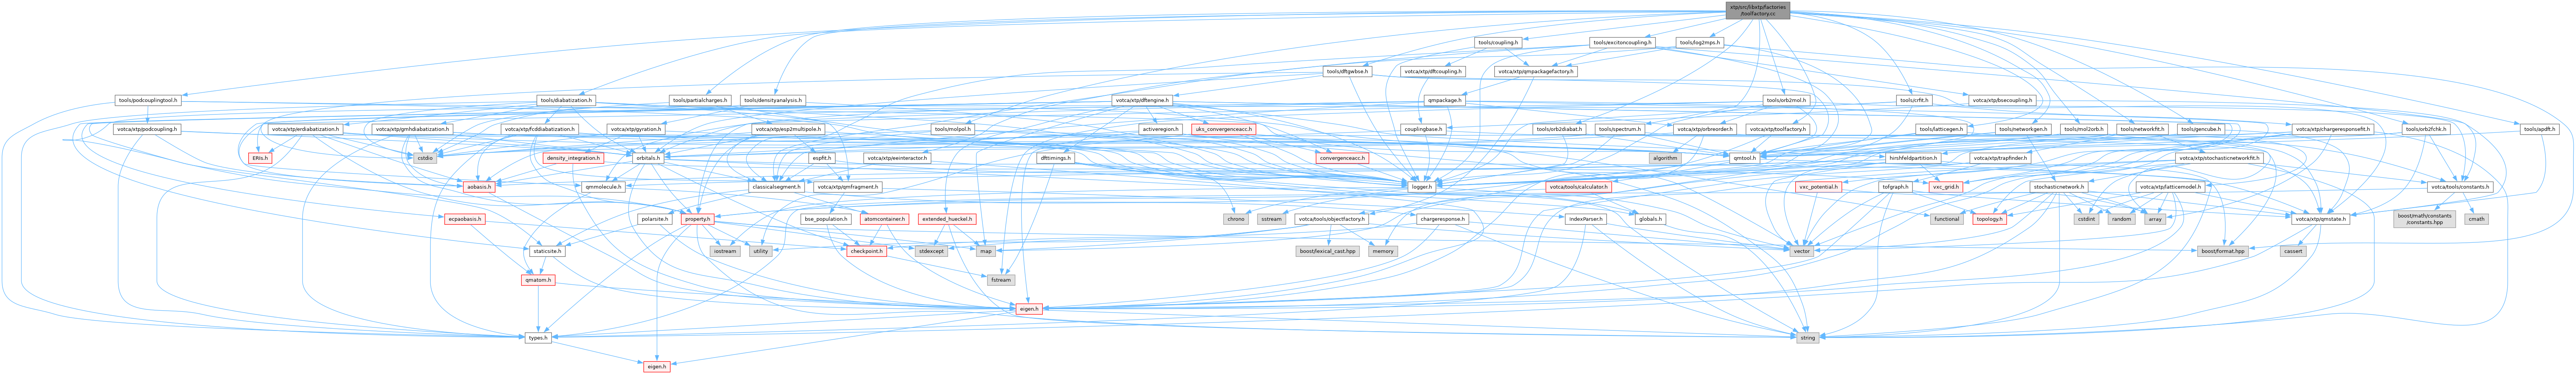 xtp/src/libxtp/factories
/toolfactory.cc
tools/coupling.h
tools/excitoncoupling.h
tools/log2mps.h
tools/dftgwbse.h
votca/xtp/dftcoupling.h
votca/xtp/qmpackagefactory.h
tools/podcouplingtool.h
tools/diabatization.h
tools/partialcharges.h
tools/densityanalysis.h
votca/xtp/dftengine.h
qmpackage.h
tools/orb2mol.h
tools/crfit.h
votca/xtp/bsecoupling.h
votca/xtp/podcoupling.h
votca/xtp/erdiabatization.h
votca/xtp/gmhdiabatization.h
votca/xtp/fcddiabatization.h
votca/xtp/gyration.h
votca/xtp/esp2multipole.h
tools/molpol.h
activeregion.h
uks_convergenceacc.h
couplingbase.h
tools/orb2diabat.h
tools/spectrum.h
votca/xtp/orbreorder.h
votca/xtp/toolfactory.h
tools/latticegen.h
tools/networkgen.h
tools/mol2orb.h
tools/networkfit.h
tools/gencube.h
votca/xtp/chargeresponsefit.h
tools/orb2fchk.h
tools/apdft.h
ERIs.h
cstdio
density_integration.h
orbitals.h
espfit.h
votca/xtp/eeinteractor.h
dfttimings.h
convergenceacc.h
algorithm
qmtool.h
hirshfeldpartition.h
votca/xtp/trapfinder.h
votca/xtp/stochasticnetworkfit.h
aobasis.h
qmmolecule.h
classicalsegment.h
votca/xtp/qmfragment.h
logger.h
votca/tools/calculator.h
vxc_potential.h
tofgraph.h
vxc_grid.h
stochasticnetwork.h
votca/xtp/latticemodel.h
votca/tools/constants.h
ecpaobasis.h
polarsite.h
property.h
bse_population.h
atomcontainer.h
extended_hueckel.h
chrono
sstream
votca/tools/objectfactory.h
chargeresponse.h
IndexParser.h
globals.h
functional
topology.h
cstdint
random
array
votca/xtp/qmstate.h
boost/math/constants
/constants.hpp
cmath
staticsite.h
iostream
utility
checkpoint.h
stdexcept
map
boost/lexical_cast.hpp
memory
vector
boost/format.hpp
cassert
qmatom.h
fstream
eigen.h
types.h
string
eigen.h